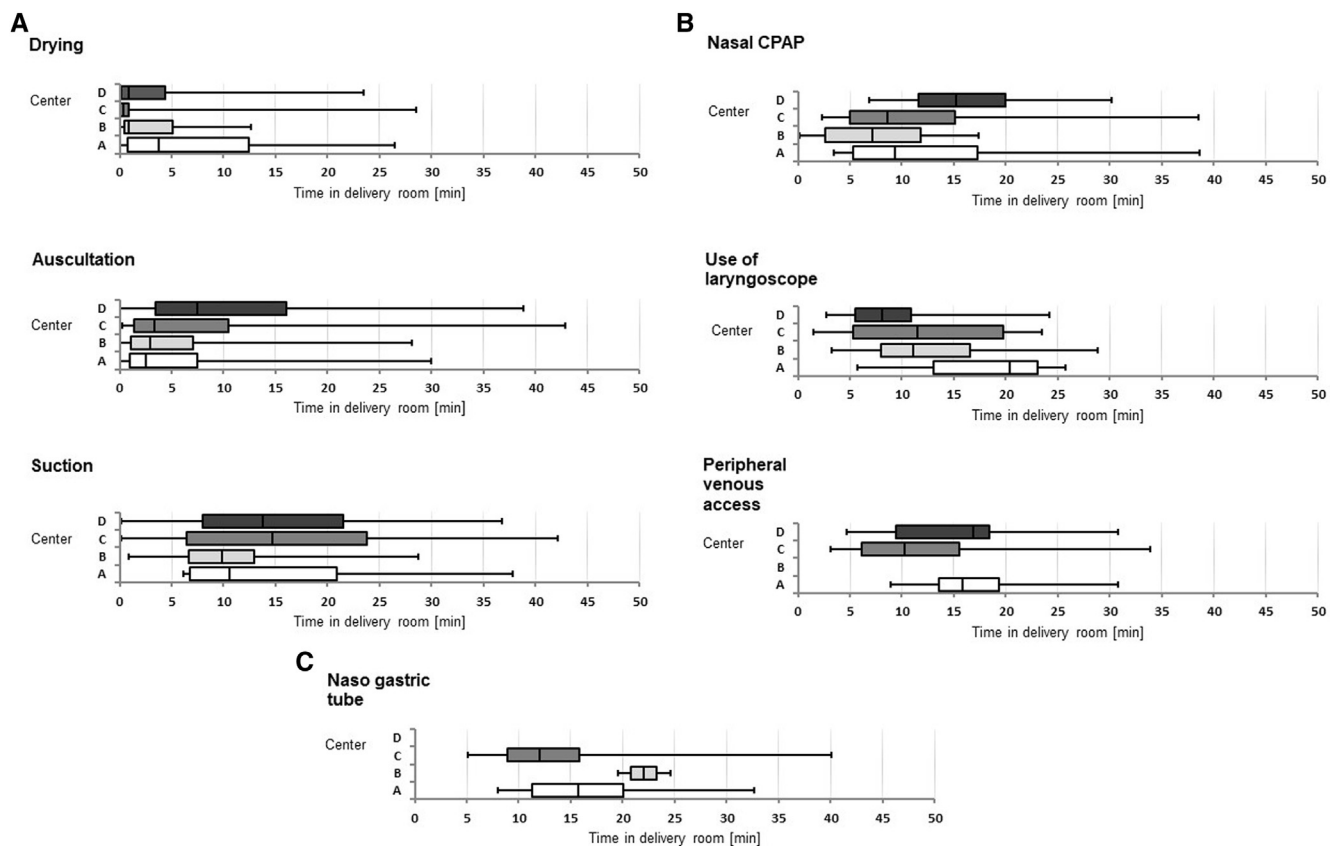 A
Drying
Center
D
C
B
A
0 5 10 15 20 25 30 35 40 45 50
Time in delivery room [min]
Auscultation
Center
D
C
B
A
0 5 10 15 20 25 30 35 40 45 50
Time in delivery room [min]
Suction
Center
D
C
B
A
0 5 10 15 20 25 30 35 40 45 50
Time in delivery room [min]
B
Nasal CPAP
Center
D
C
B
A
0 5 10 15 20 25 30 35 40 45 50
Time in delivery room [min]
Use of
laryngoscope
Center
D
C
B
A
0 5 10 15 20 25 30 35 40 45 50
Time in delivery room [min]
Peripheral
venous
access
Center
D
C
B
A
0 5 10 15 20 25 30 35 40 45 50
Time in delivery room [min]
C
Naso gastric
tube
Center
D
C
B
A
0 5 10 15 20 25 30 35 40 45 50
Time in delivery room [min]